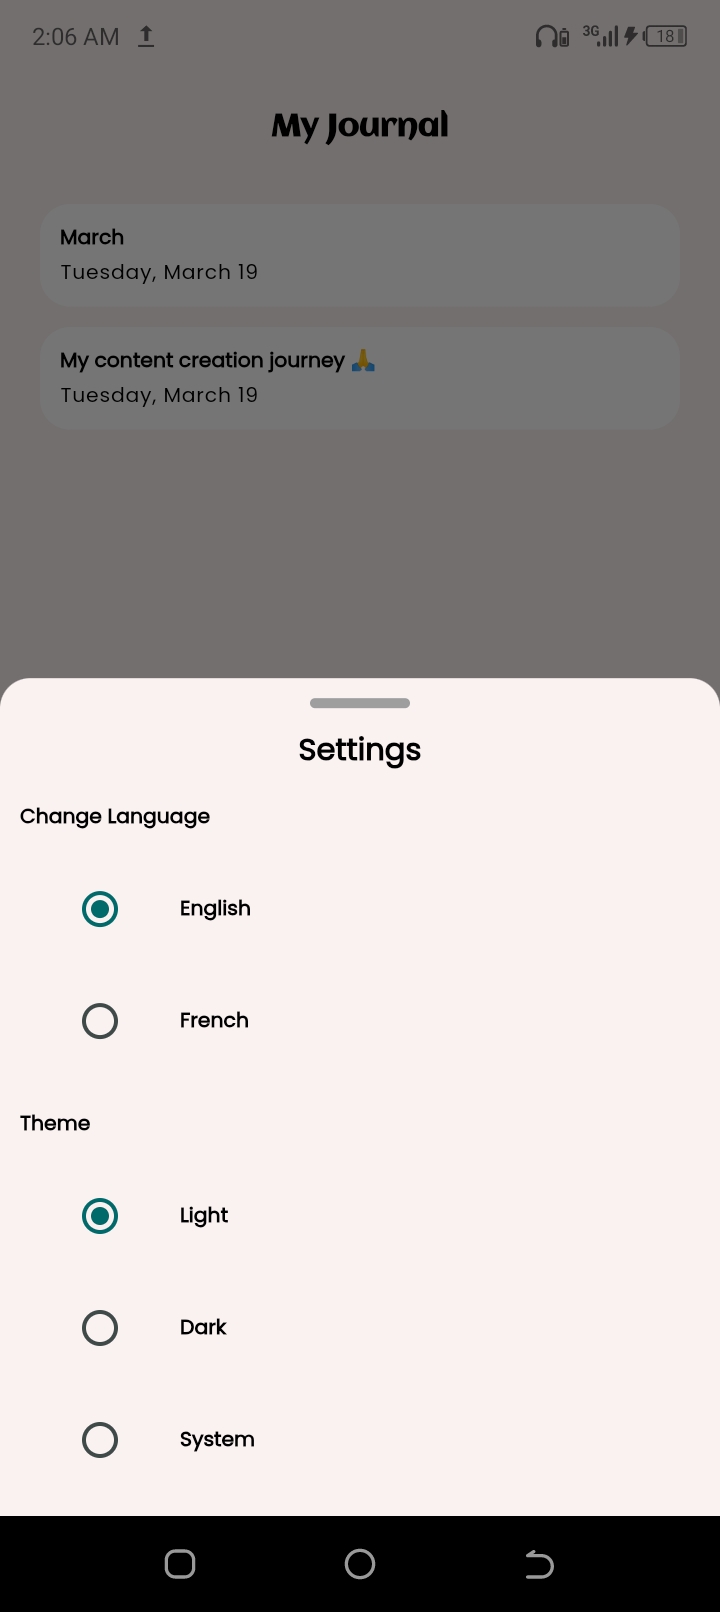 2:06 AM 3G 18
My Journal
March
Tuesday, March 19
My content creation journey 🙏
Tuesday, March 19
Settings
Change Language
English
French
Theme
Light
Dark
System